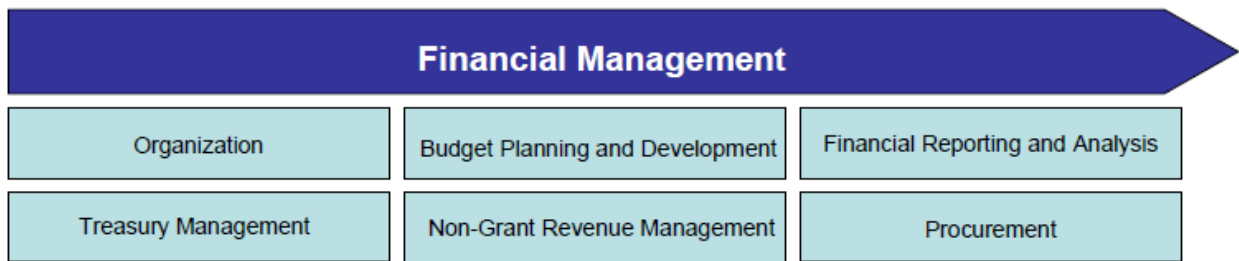 Financial Management
Organization
Budget Planning and Development
Financial Reporting and Analysis
Treasury Management
Non-Grant Revenue Management
Procurement